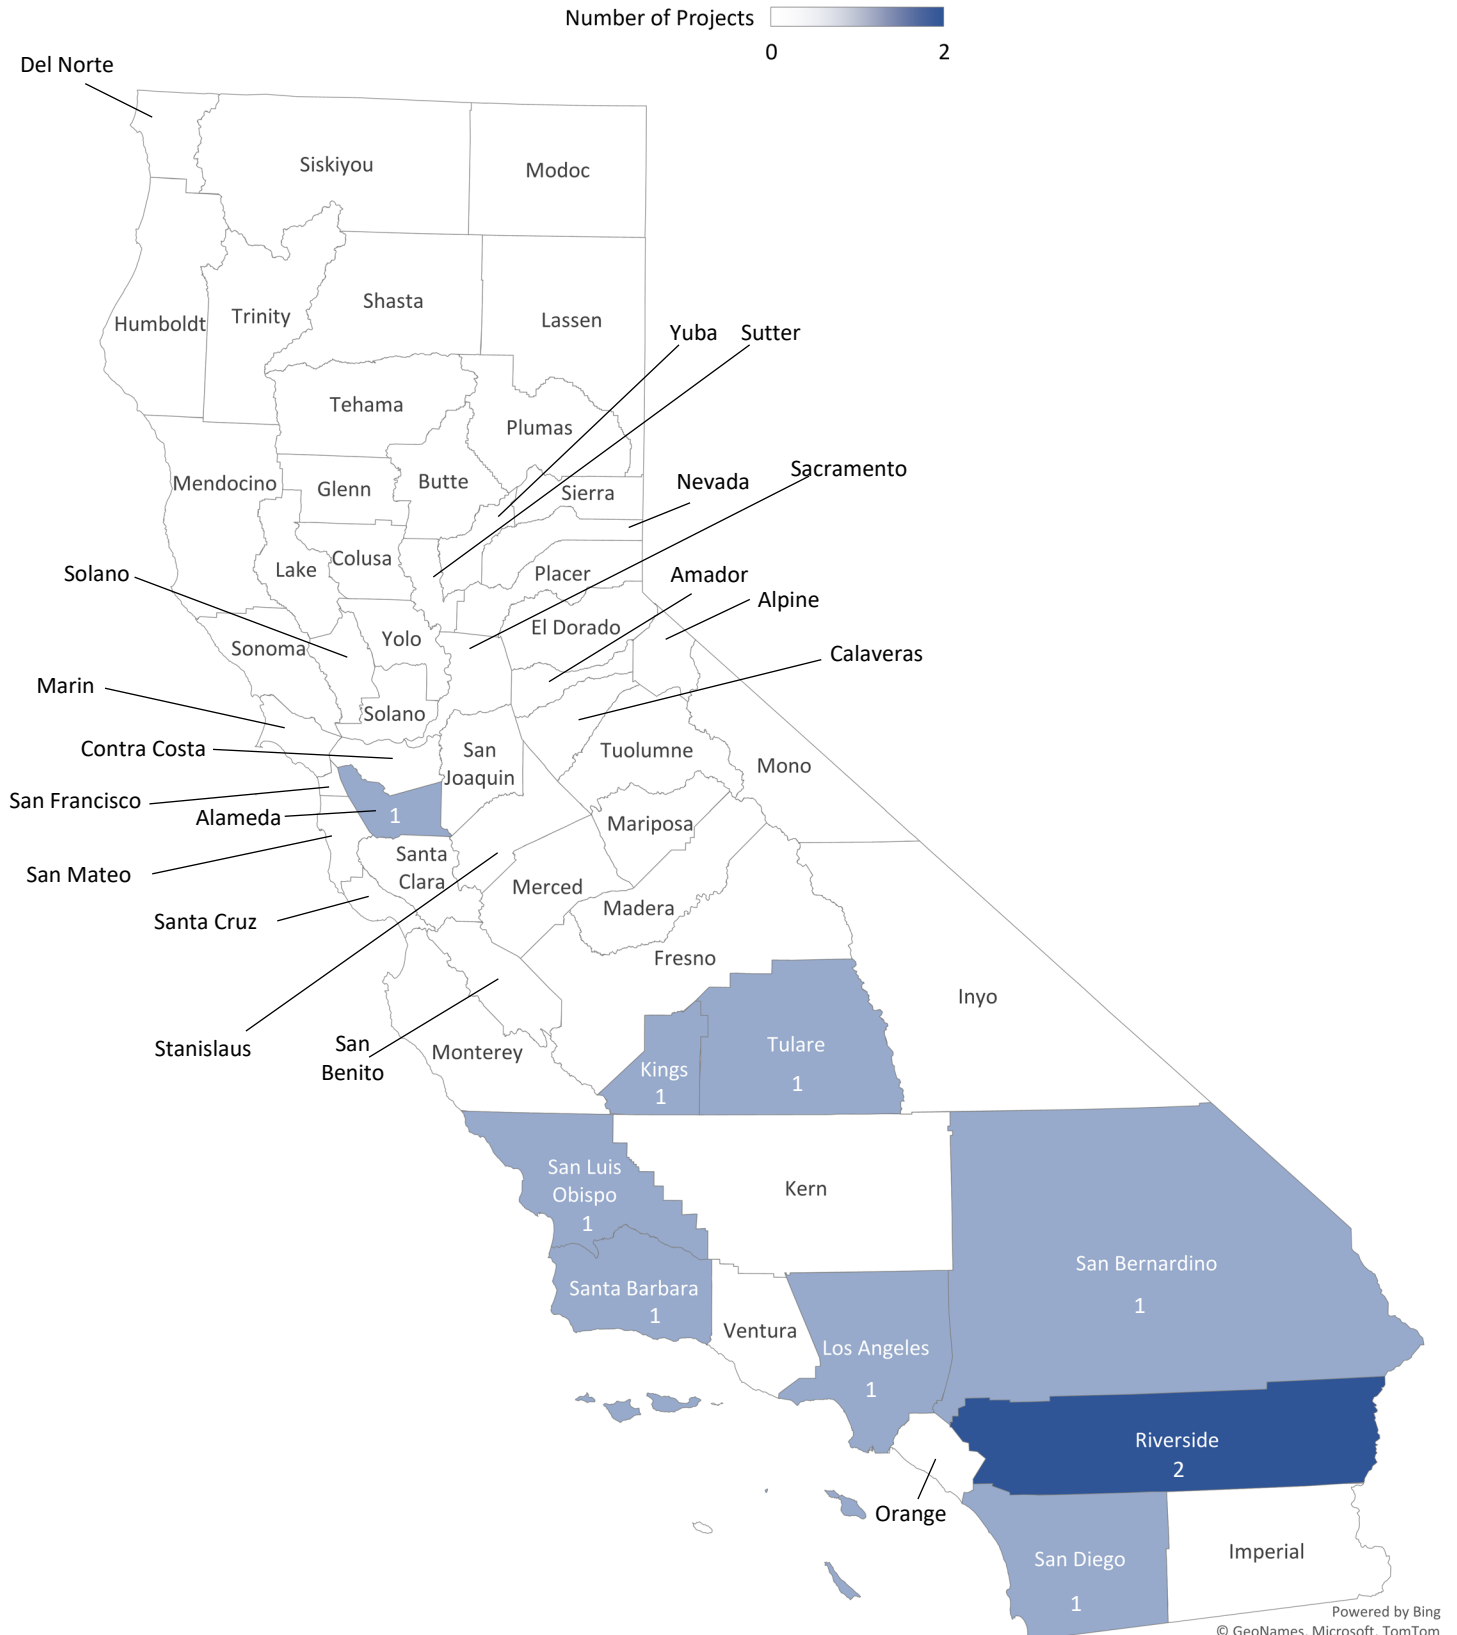 Number of Projects
0
2
Del Norte
Siskiyou
Modoc
Humboldt
Trinity
Shasta
Lassen
Yuba
Sutter
Tehama
Plumas
Mendocino
Glenn
Butte
Sierra
Nevada
Sacramento
Solano
Lake
Colusa
Placer
Amador
Alpine
Sonoma
Yolo
El Dorado
Calaveras
Marin
Solano
Contra Costa
San
Joaquin
Tuolumne
Mono
San Francisco
Alameda
1
Mariposa
San Mateo
Santa
Clara
Merced
Madera
Santa Cruz
Fresno
Inyo
Stanislaus
San
Benito
Monterey
Kings
1
Tulare
1
San Luis
Obispo
1
Kern
Santa Barbara
1
Ventura
Los Angeles
1
San Bernardino
1
Riverside
2
Orange
San Diego
1
Imperial
Powered by Bing
© GeoNames, Microsoft, TomTom